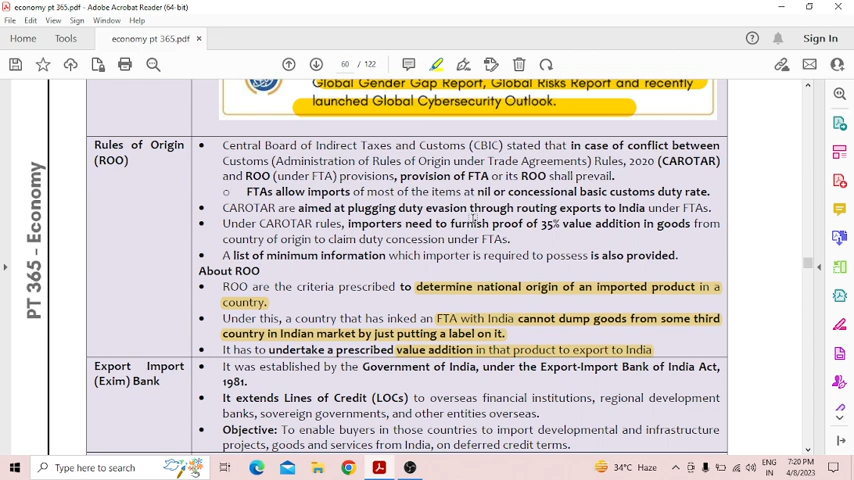 economy pt 365.pdf - Adobe Acrobat Reader (64-bit)
File Edit View Sign Window Help
Home Tools economy pt 365.pdf × Sign In
60 / 122
Global Gender Gap Report, Global Risks Report and recently
launched Global Cybersecurity Outlook.
PT 365 - Economy
Rules of Origin
(ROO)
• Central Board of Indirect Taxes and Customs (CBIC) stated that in case of conflict between
Customs (Administration of Rules of Origin under Trade Agreements) Rules, 2020 (CAROTAR)
and ROO (under FTA) provisions, provision of FTA or its ROO shall prevail.
o FTAs allow imports of most of the items at nil or concessional basic customs duty rate.
• CAROTAR are aimed at plugging duty evasion through routing exports to India under FTAs.
• Under CAROTAR rules, importers need to furnish proof of 35% value addition in goods from
country of origin to claim duty concession under FTAs.
• A list of minimum information which importer is required to possess is also provided.
About ROO
• ROO are the criteria prescribed to determine national origin of an imported product in a
country.
• Under this, a country that has inked an FTA with India cannot dump goods from some third
country in Indian market by just putting a label on it.
• It has to undertake a prescribed value addition in that product to export to India
Export Import
(Exim) Bank
• It was established by the Government of India, under the Export-Import Bank of India Act,
1981.
• It extends Lines of Credit (LOCs) to overseas financial institutions, regional development
banks, sovereign governments, and other entities overseas.
• Objective: To enable buyers in those countries to import developmental and infrastructure
projects, goods and services from India, on deferred credit terms.
Type here to search
34°C Haze
ENG
IN
7:20 PM
4/8/2023